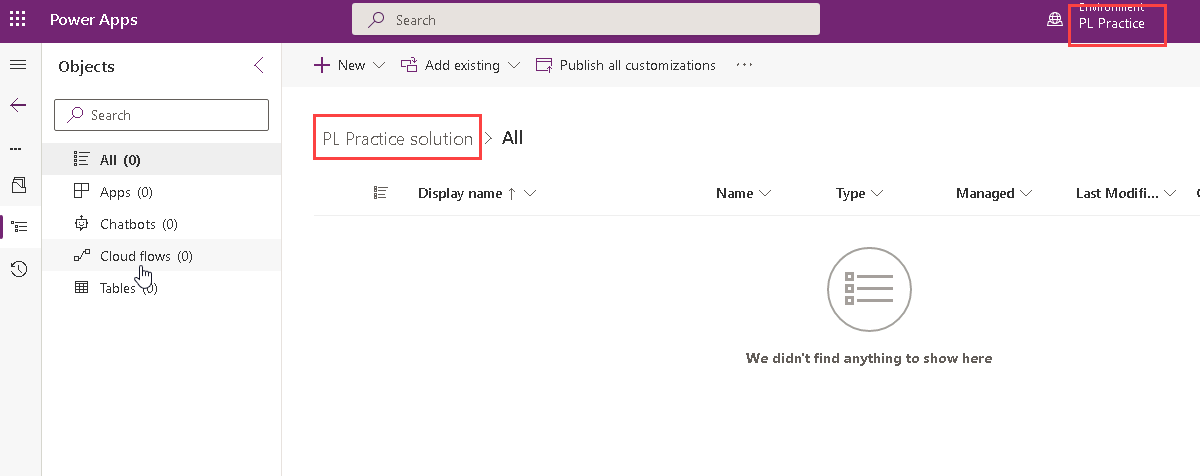 Power Apps
Search
Environment
PL Practice
Objects
New
Add existing
Publish all customizations
Search
PL Practice solution > All
All (0)
Apps (0)
Chatbots (0)
Cloud flows (0)
Tables (0)
Display name ↑
Name
Type
Managed
Last Modifi...
We didn't find anything to show here